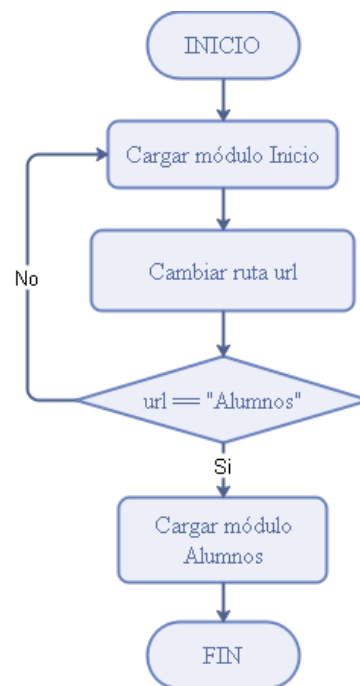 INICIO
Cargar módulo Inicio
Cambiar ruta url
No
url == "Alumnos"
Si
Cargar módulo
Alumnos
FIN